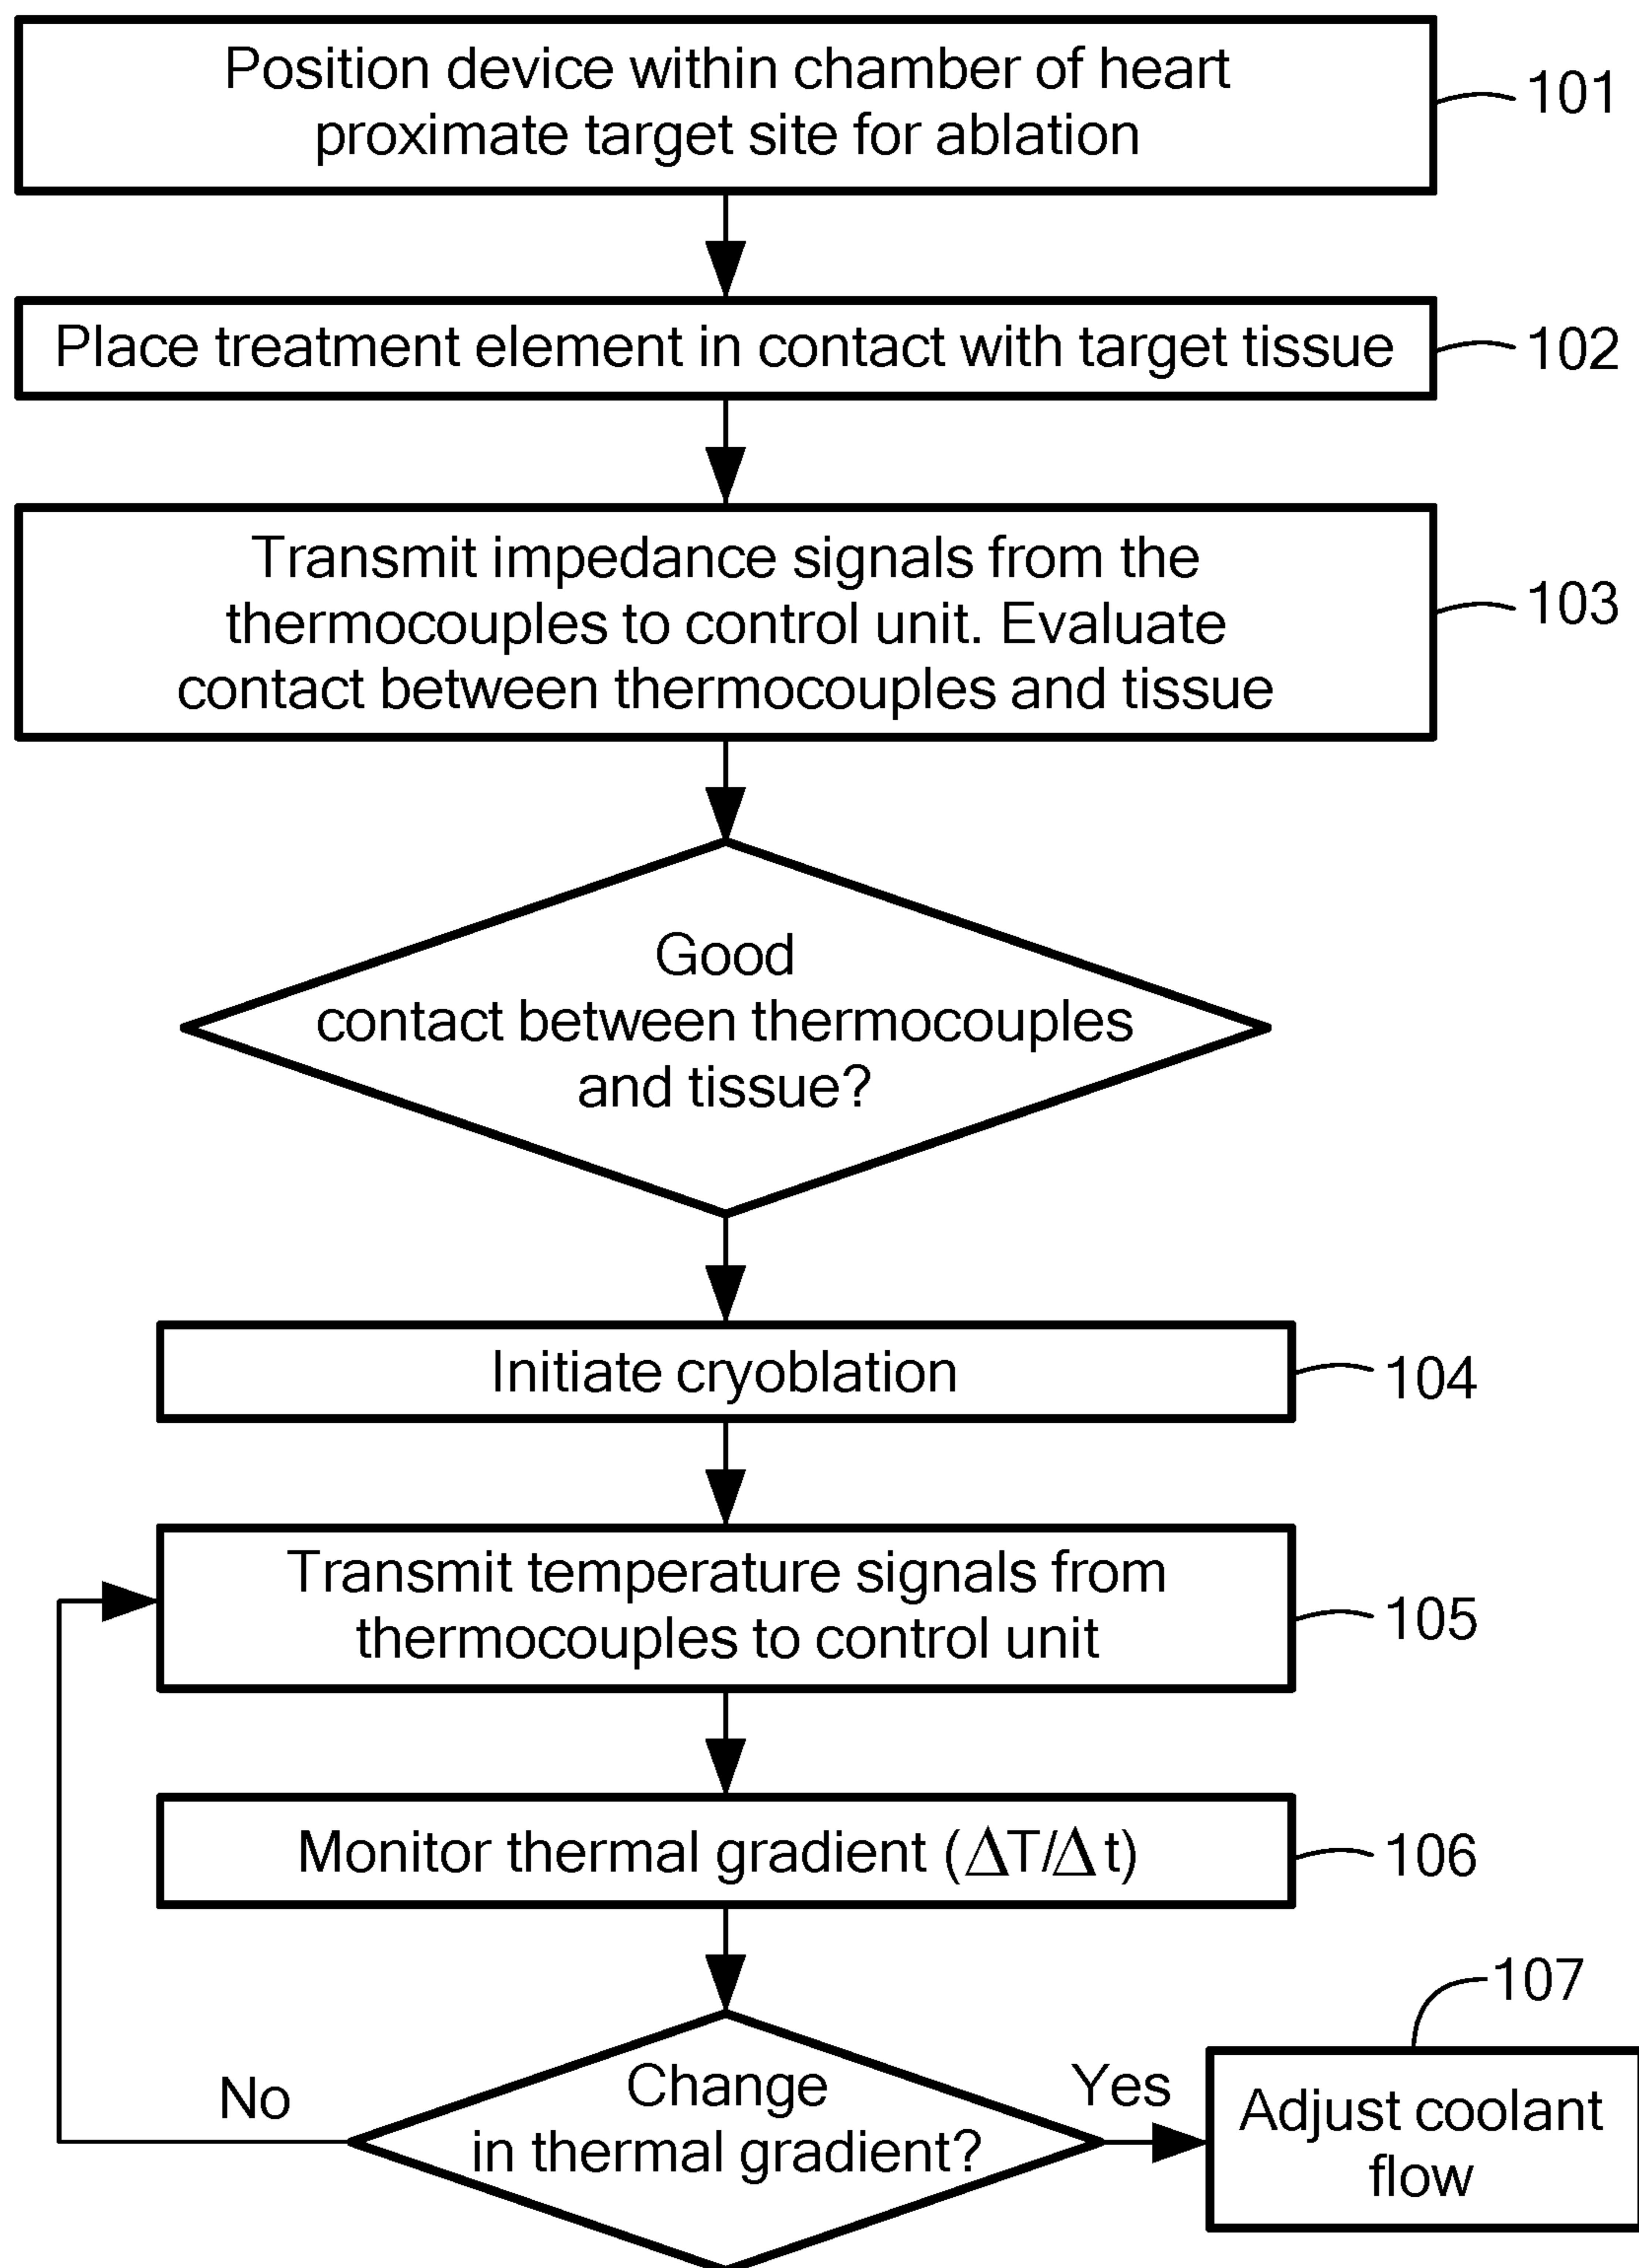 Position device within chamber of heart
proximate target site for ablation
101
Place treatment element in contact with target tissue
102
Transmit impedance signals from the
thermocouples to control unit. Evaluate
contact between thermocouples and tissue
103
Good
contact between thermocouples
and tissue?
Initiate cryoblation
104
Transmit temperature signals from
thermocouples to control unit
105
Monitor thermal gradient (ΔT/Δt)
106
107
No
Change
in thermal gradient?
Yes
Adjust coolant
flow